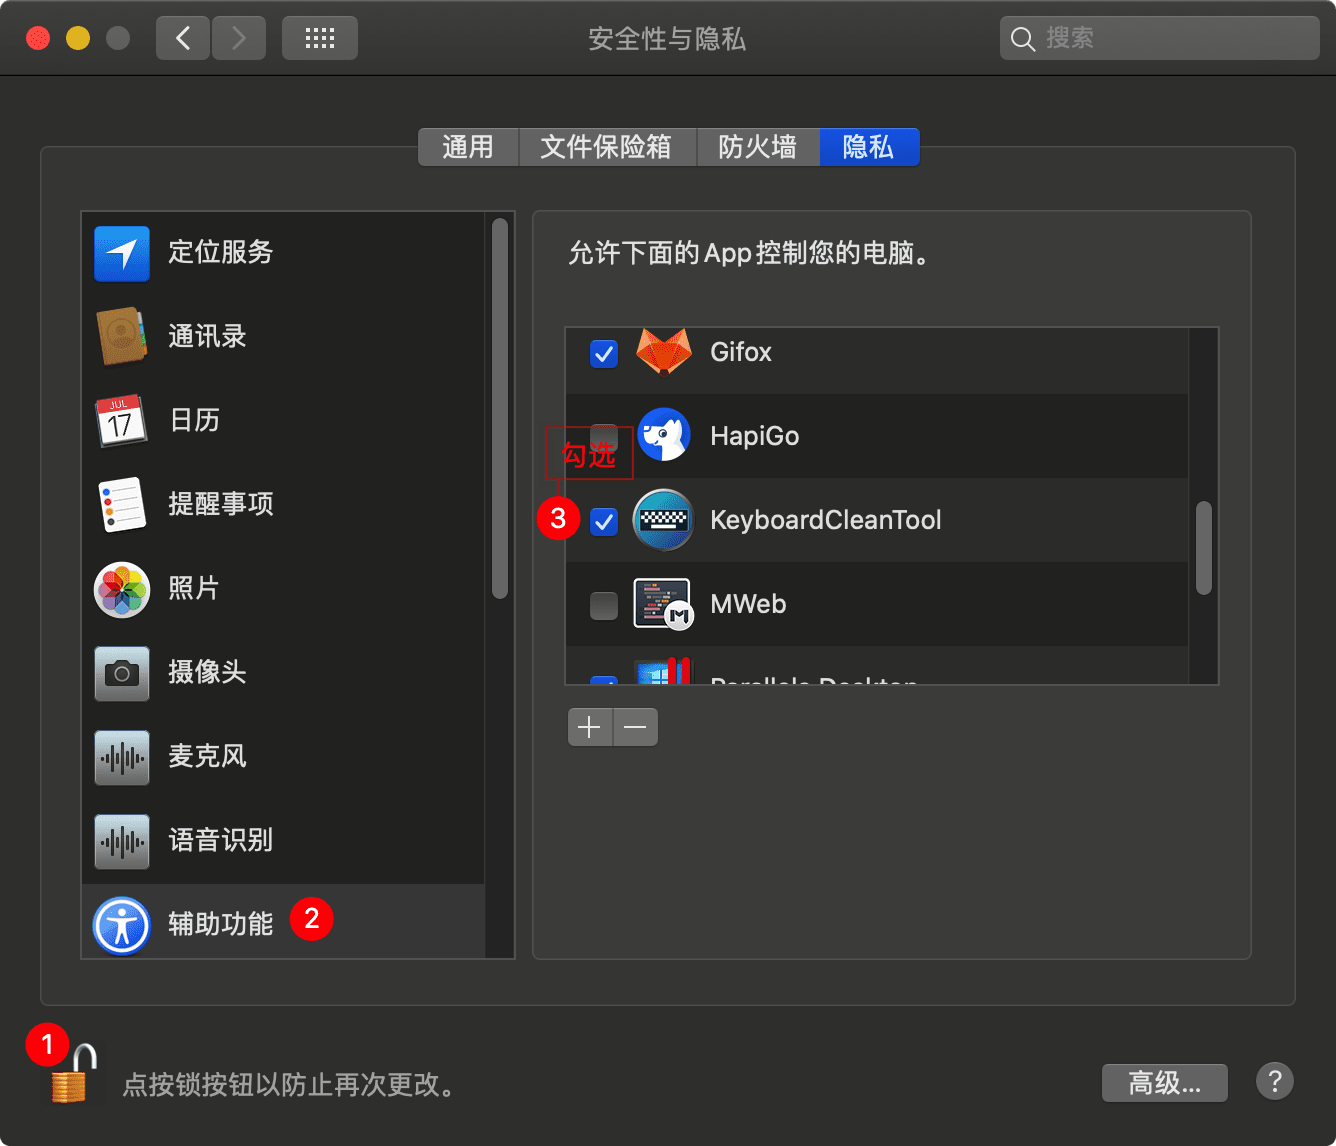 安全性与隐私
搜索
通用
文件保险箱
防火墙
隐私
定位服务
通讯录
JUL
17
日历
提醒事项
照片
摄像头
麦克风
语音识别
辅助功能
2
允许下面的App控制您的电脑。
Gifox
HapiGo
勾选
3
KeyboardCleanTool
MWeb
Parallels Desktop
1
点按锁按钮以防止再次更改。
高级...
?